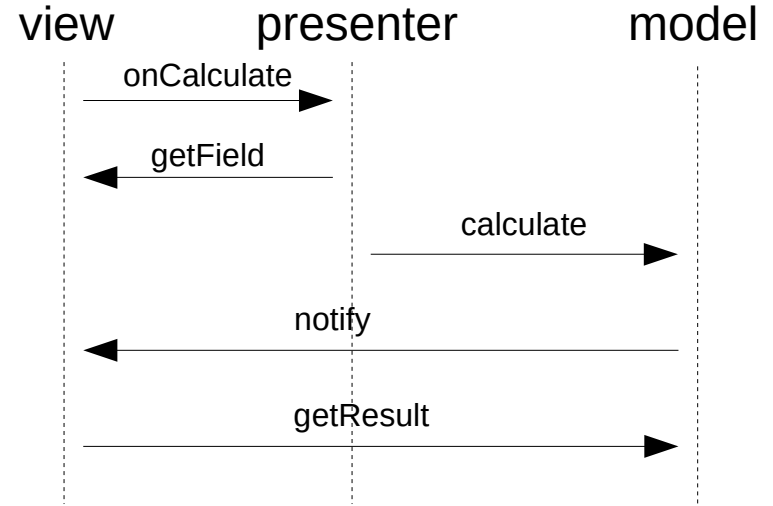 view presenter model
onCalculate
getField
calculate
notify
getResult